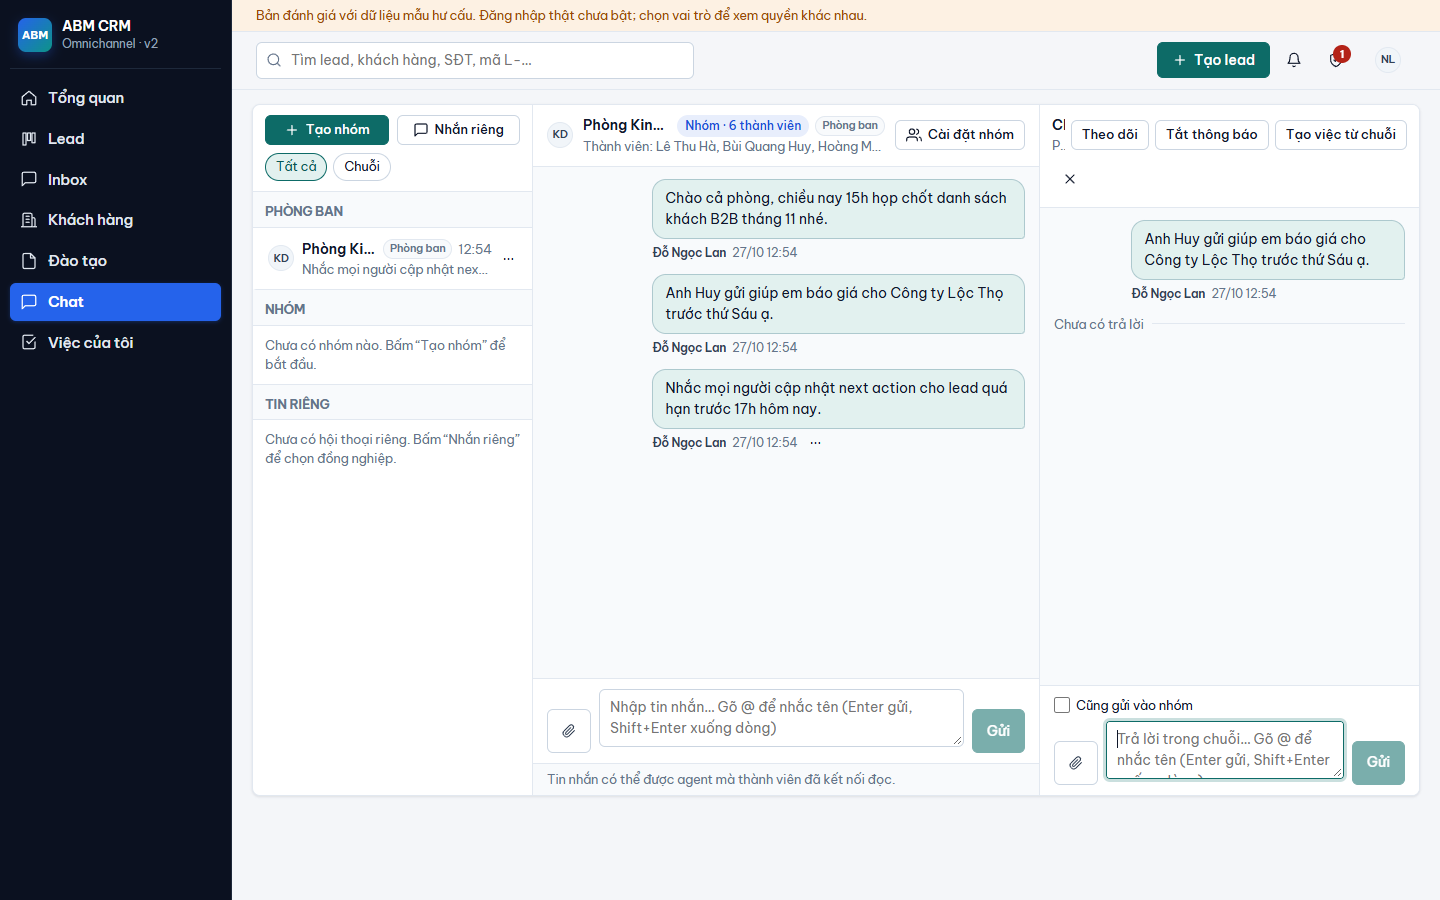 ABM
ABM CRM
Omnichannel · v2
Tổng quan
Lead
Inbox
Khách hàng
Đào tạo
Chat
Việc của tôi
Bản đánh giá với dữ liệu mẫu hư cấu. Đăng nhập thật chưa bật; chọn vai trò để xem quyền khác nhau.
Tìm lead, khách hàng, SĐT, mã L-...
Tạo lead
1
NL
Tạo nhóm
Nhắn riêng
Tất cả
Chuỗi
PHÒNG BAN
KD
Phòng Ki...
Phòng ban
12:54
Nhắc mọi người cập nhật nex...
NHÓM
Chưa có nhóm nào. Bấm “Tạo nhóm” để
bắt đầu.
TIN RIÊNG
Chưa có hội thoại riêng. Bấm “Nhắn riêng”
để chọn đồng nghiệp.
KD
Phòng Kin...
Nhóm · 6 thành viên
Phòng ban
Thành viên: Lê Thu Hà, Bùi Quang Huy, Hoàng M...
Cài đặt nhóm
Chào cả phòng, chiều nay 15h họp chốt danh sách
khách B2B tháng 11 nhé.
Đỗ Ngọc Lan 27/10 12:54
Anh Huy gửi giúp em báo giá cho Công ty Lộc Thọ
trước thứ Sáu ạ.
Đỗ Ngọc Lan 27/10 12:54
Nhắc mọi người cập nhật next action cho lead quá
hạn trước 17h hôm nay.
Đỗ Ngọc Lan 27/10 12:54
Nhập tin nhắn... Gõ @ để nhắc tên (Enter gửi,
Shift+Enter xuống dòng)
Gửi
Tin nhắn có thể được agent mà thành viên đã kết nối đọc.
P...
Theo dõi
Tắt thông báo
Tạo việc từ chuỗi
Anh Huy gửi giúp em báo giá cho
Công ty Lộc Thọ trước thứ Sáu ạ.
Đỗ Ngọc Lan 27/10 12:54
Chưa có trả lời
Cũng gửi vào nhóm
Trả lời trong chuỗi... Gõ @ để
nhắc tên (Enter gửi, Shift+Enter
Gửi